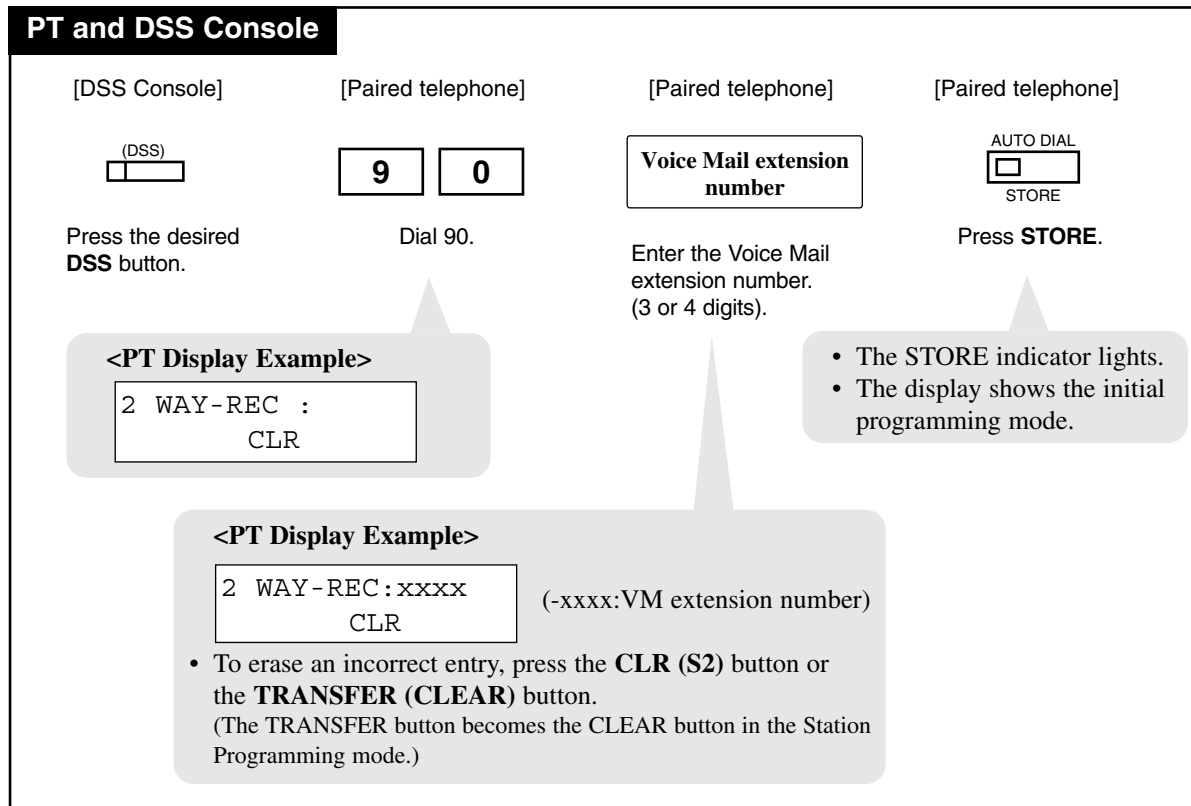 PT and DSS Console
[DSS Console]
[Paired telephone]
[Paired telephone]
[Paired telephone]
(DSS)
9 0
Voice Mail extension
number
AUTO DIAL
STORE
Press the desired
DSS button.
Dial 90.
Enter the Voice Mail
extension number.
(3 or 4 digits).
Press STORE.
<PT Display Example>
2 WAY-REC :
CLR
• The STORE indicator lights.
• The display shows the initial
programming mode.
<PT Display Example>
2 WAY-REC:xxxx
CLR
(-xxxx:VM extension number)
• To erase an incorrect entry, press the CLR (S2) button or
the TRANSFER (CLEAR) button.
(The TRANSFER button becomes the CLEAR button in the Station
Programming mode.)